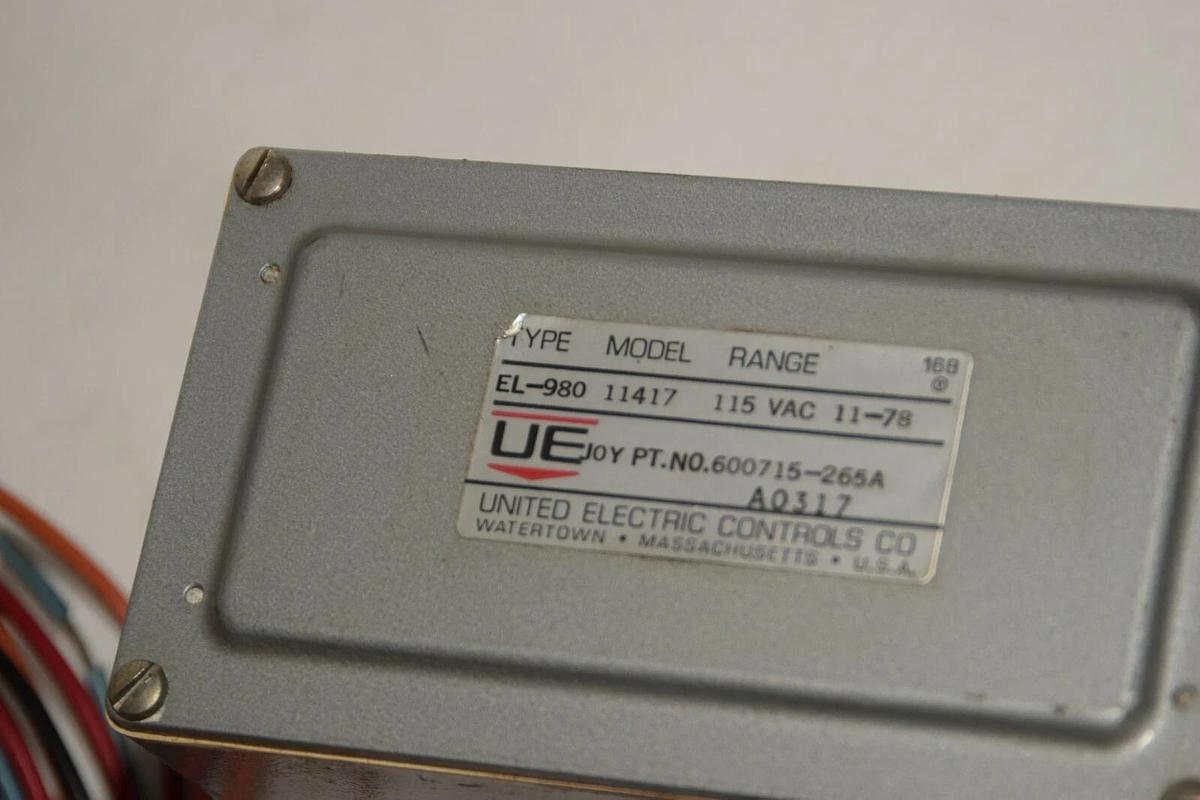 TYPE MODEL RANGE 168
EL-980 11417 115 VAC 11-78
UE JOY PT.NO.600715-265A
A0317
UNITED ELECTRIC CONTROLS CO
WATERTOWN • MASSACHUSETTS • U.S.A.